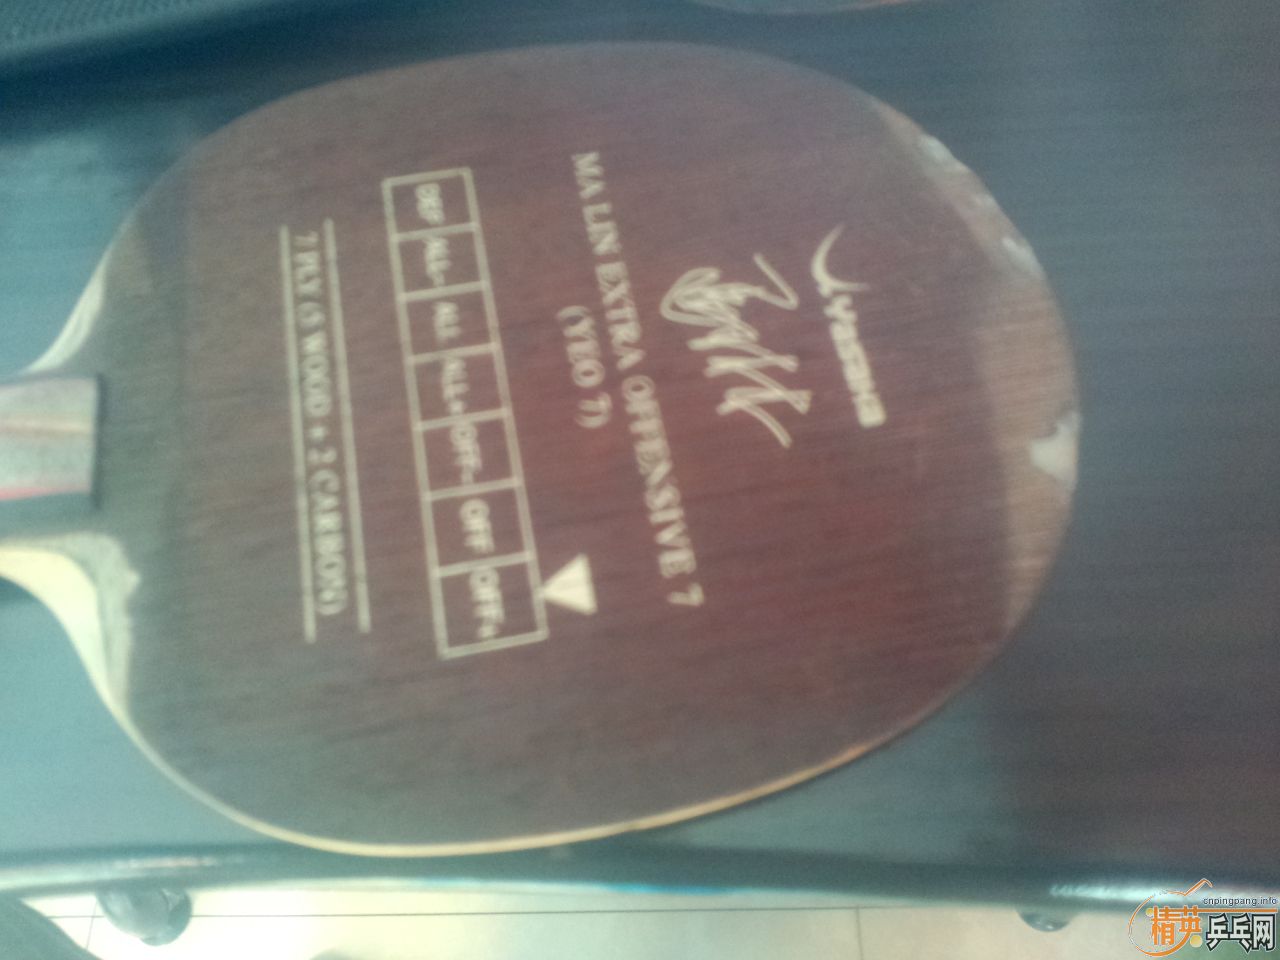 Yasaka
MA LIN EXTRA OFFENSIVE 7
(YEO 7)
DEF ALL- ALL ALL+ OFF- OFF OFF+
7 PLY (5 WOOD + 2 CARBON)
cnpingpang.info
精英乒乓网